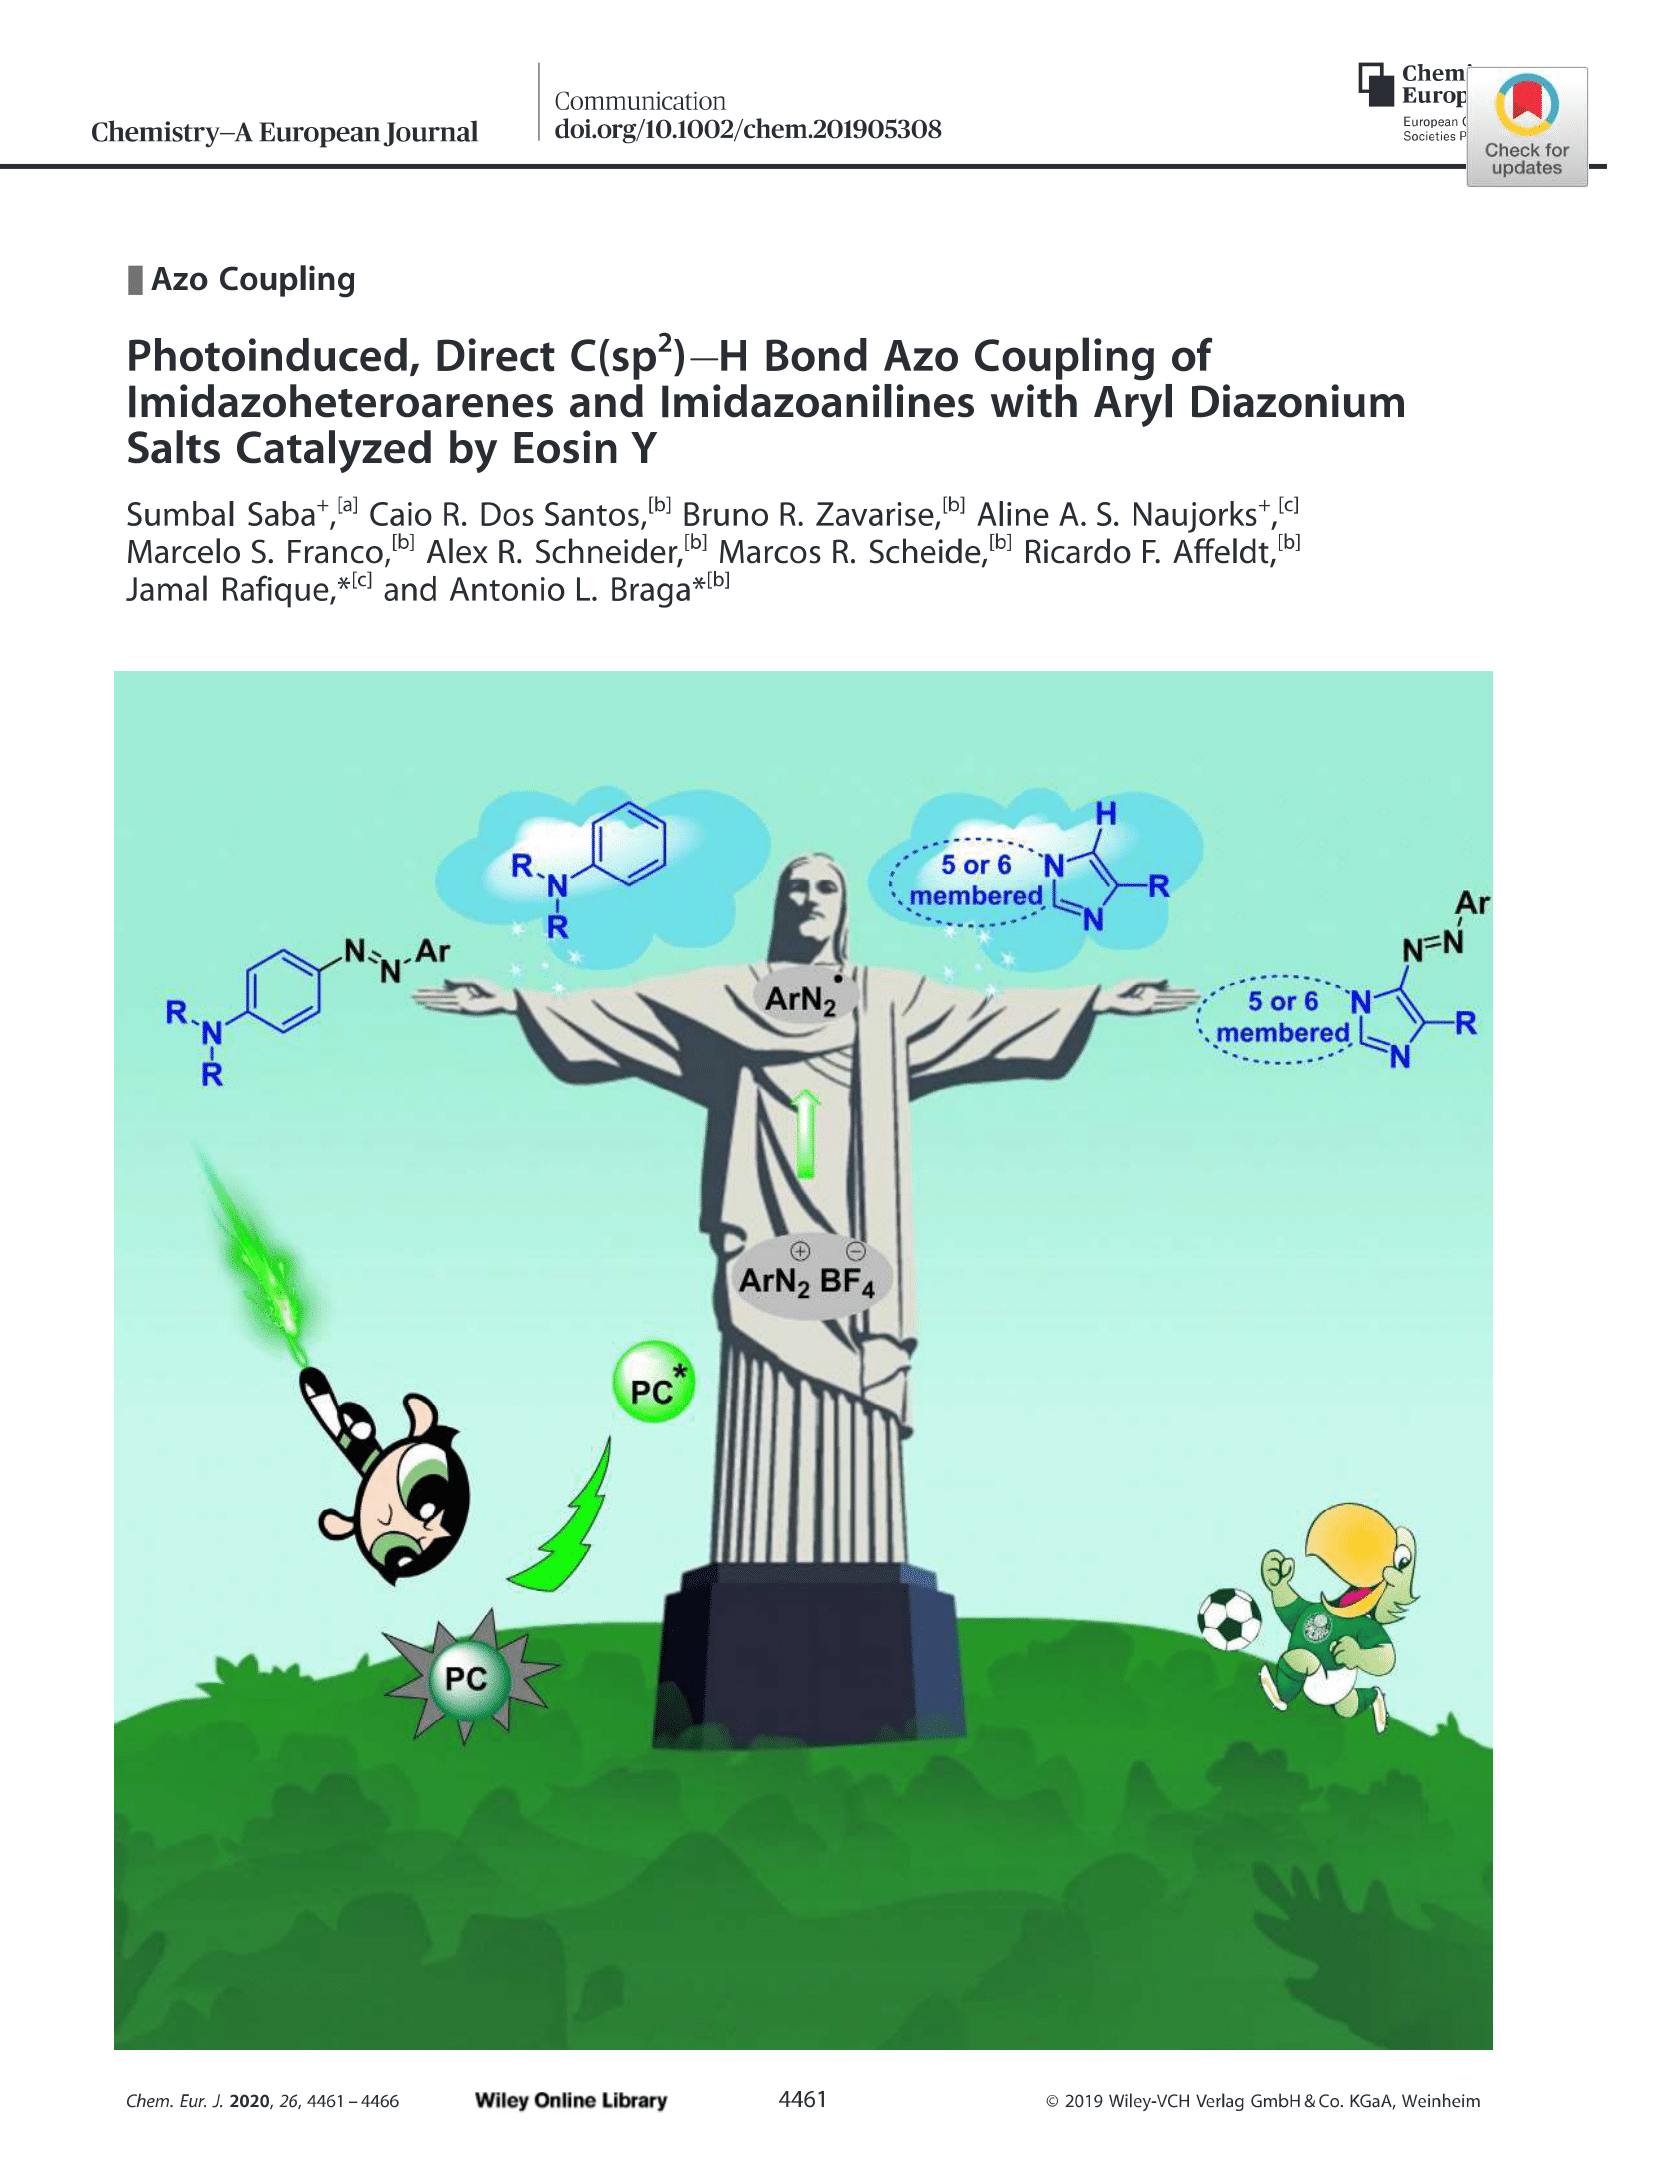 Chemistry—A European Journal
Communication
doi.org/10.1002/chem.201905308
Chem
Europ
European
Societies P
Check for
updates
Azo Coupling
Photoinduced, Direct C(sp²)—H Bond Azo Coupling of
Imidazoheteroarenes and Imidazoanilines with Aryl Diazonium
Salts Catalyzed by Eosin Y
Sumbal Saba⁺,[a] Caio R. Dos Santos,[b] Bruno R. Zavarise,[b] Aline A. S. Naujorks⁺,[c]
Marcelo S. Franco,[b] Alex R. Schneider,[b] Marcos R. Scheide,[b] Ricardo F. Affeldt,[b]
Jamal Rafique,*[c] and Antonio L. Braga*[b]
R
N
R
H
5 or 6
membered
N
N
R
N
N
Ar
R
N
R
ArN₂•
Ar
N=N
5 or 6
membered
N
N
R
⊕ ⊖
ArN₂ BF₄
PC*
PC
Chem. Eur. J. 2020, 26, 4461–4466
Wiley Online Library
4461
© 2019 Wiley-VCH Verlag GmbH & Co. KGaA, Weinheim